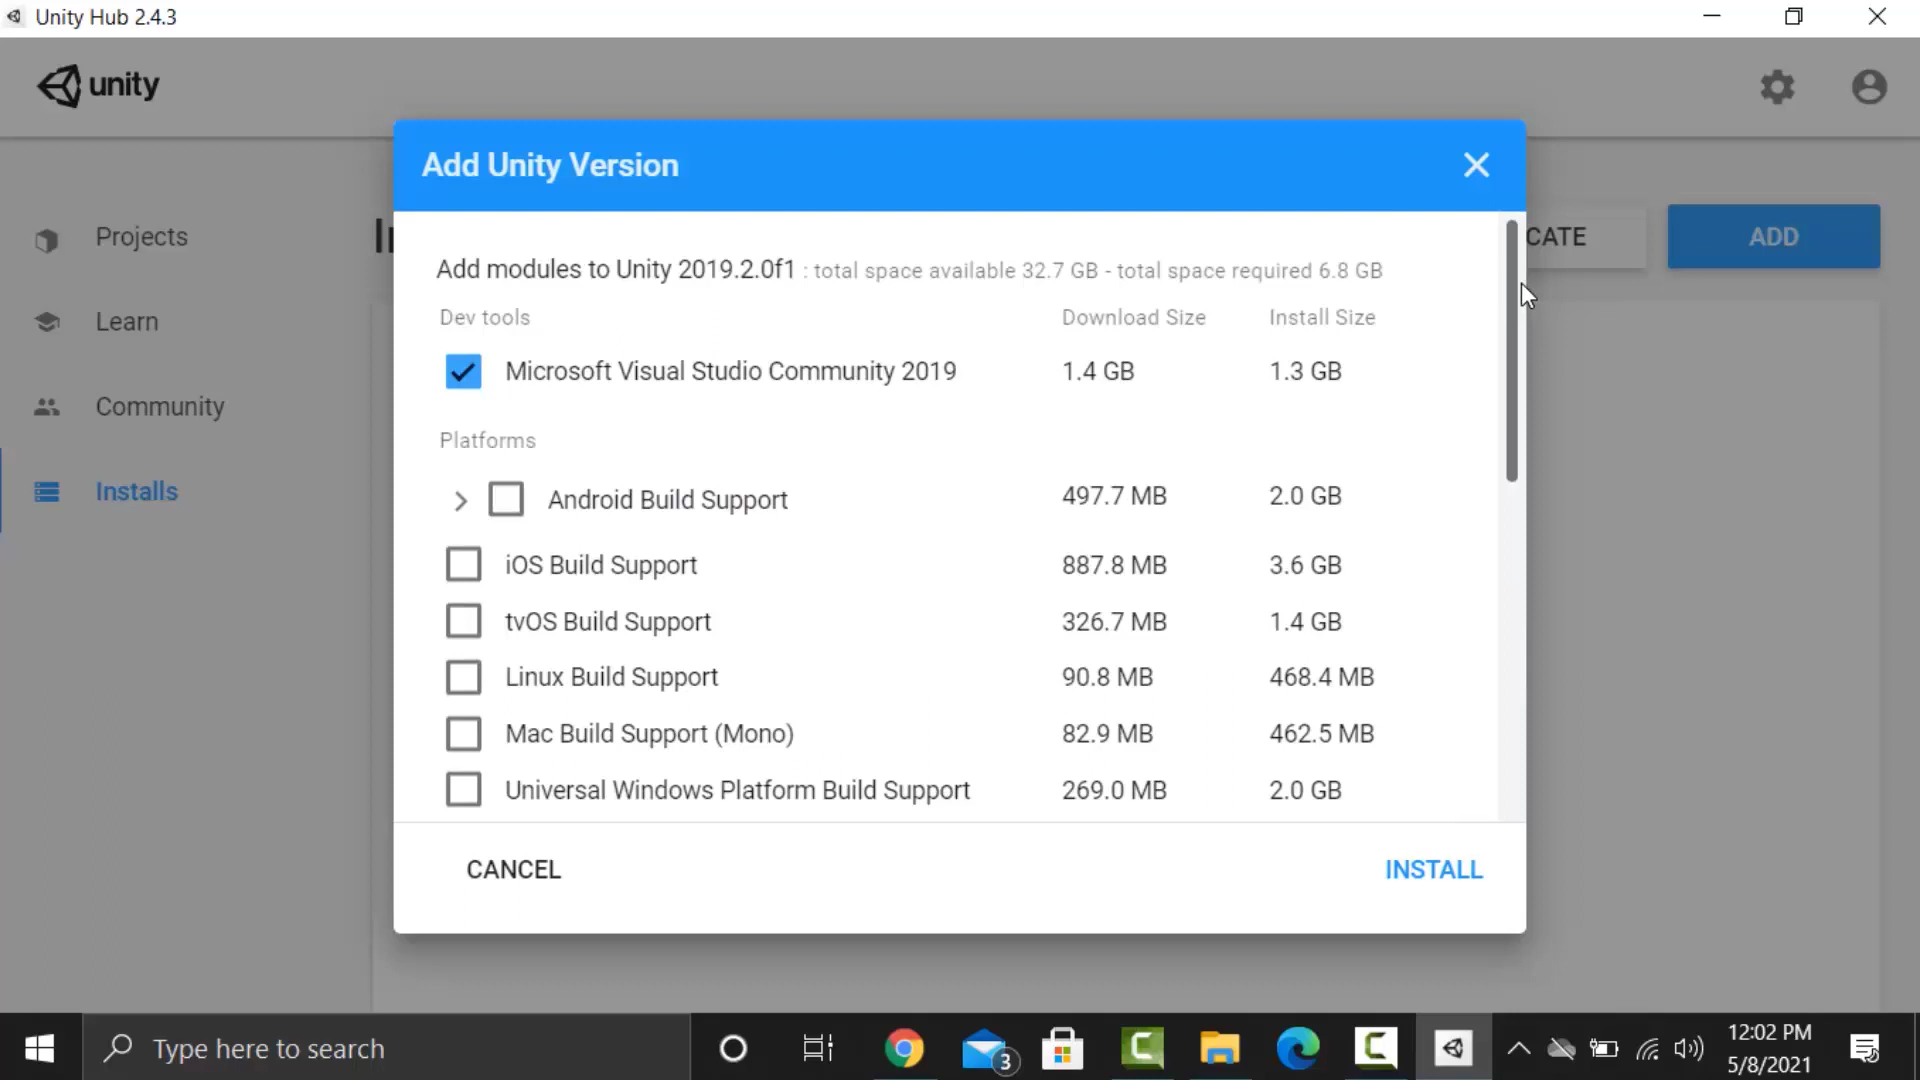 Unity Hub 2.4.3
unity
Add Unity Version
Projects
CATE
ADD
Add modules to Unity 2019.2.0f1 : total space available 32.7 GB - total space required 6.8 GB
Learn
Dev tools Download Size Install Size
Microsoft Visual Studio Community 2019 1.4 GB 1.3 GB
Community
Platforms
Installs
Android Build Support 497.7 MB 2.0 GB
iOS Build Support 887.8 MB 3.6 GB
tvOS Build Support 326.7 MB 1.4 GB
Linux Build Support 90.8 MB 468.4 MB
Mac Build Support (Mono) 82.9 MB 462.5 MB
Universal Windows Platform Build Support 269.0 MB 2.0 GB
CANCEL INSTALL
Type here to search
3
12:02 PM
5/8/2021